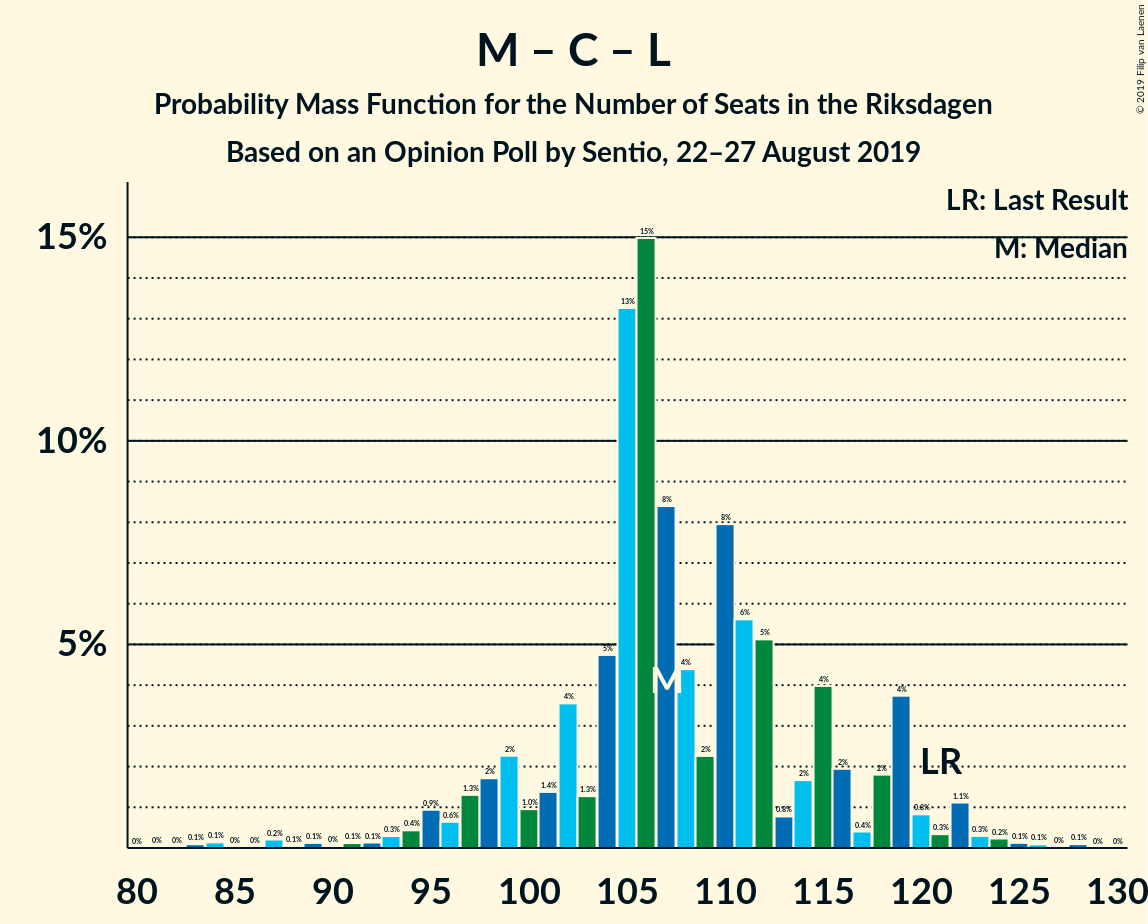 M – C – L
Probability Mass Function for the Number of Seats in the Riksdagen
Based on an Opinion Poll by Sentio, 22–27 August 2019
© 2019 Filip van Laenen
LR: Last Result
M: Median
15%
10%
5%
0% 0% 0% 0.1% 0.1% 0% 0% 0.2% 0.1% 0.1% 0% 0.1% 0.1% 0.3% 0.4% 0.9% 0.6% 1.3% 2% 2% 1.0% 1.4% 4% 1.3% 5% 13% 15% 8% 4% 2% 8% 6% 5% 0.8% 2% 4% 2% 0.4% 2% 4% 0.8% 0.3% 1.1% 0.3% 0.2% 0.1% 0.1% 0% 0.1% 0% 0%
M
LR
80 85 90 95 100 105 110 115 120 125 130